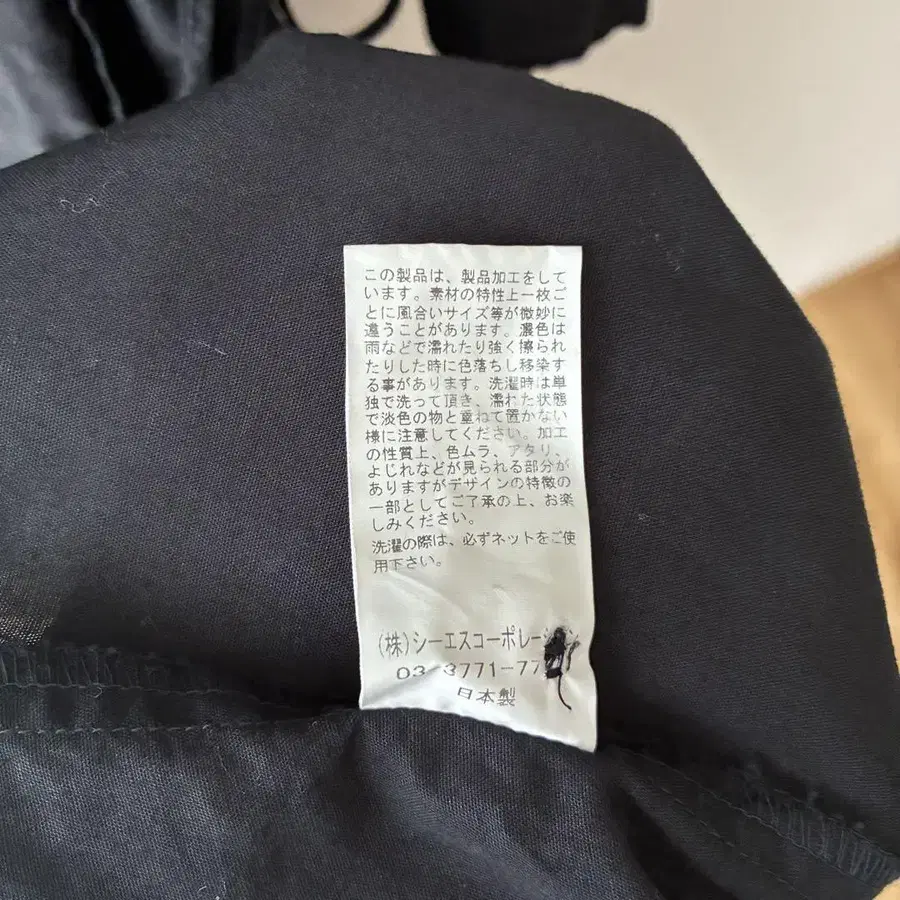 この製品は、製品加工をして
います。素材の特性上一枚ご
とに風合いサイズ等が微妙に
違うことがあります。濃色は
雨などで濡れたり強く擦られ
たりした時に色落ちし移染す
る事があります。洗濯時は単
独で洗って頂き、濡れた状態
で淡色の物と重ねて置かない
様に注意してください。加工
の性質上、色ムラ、アタリ、
よじれなどが見られる部分が
ありますがデザインの特徴の
一部としてご了承の上、お楽
しみください。
洗濯の際は、必ずネットをご使
用下さい。
(株)シーエスコーポレーション
03-3771-77
日本製